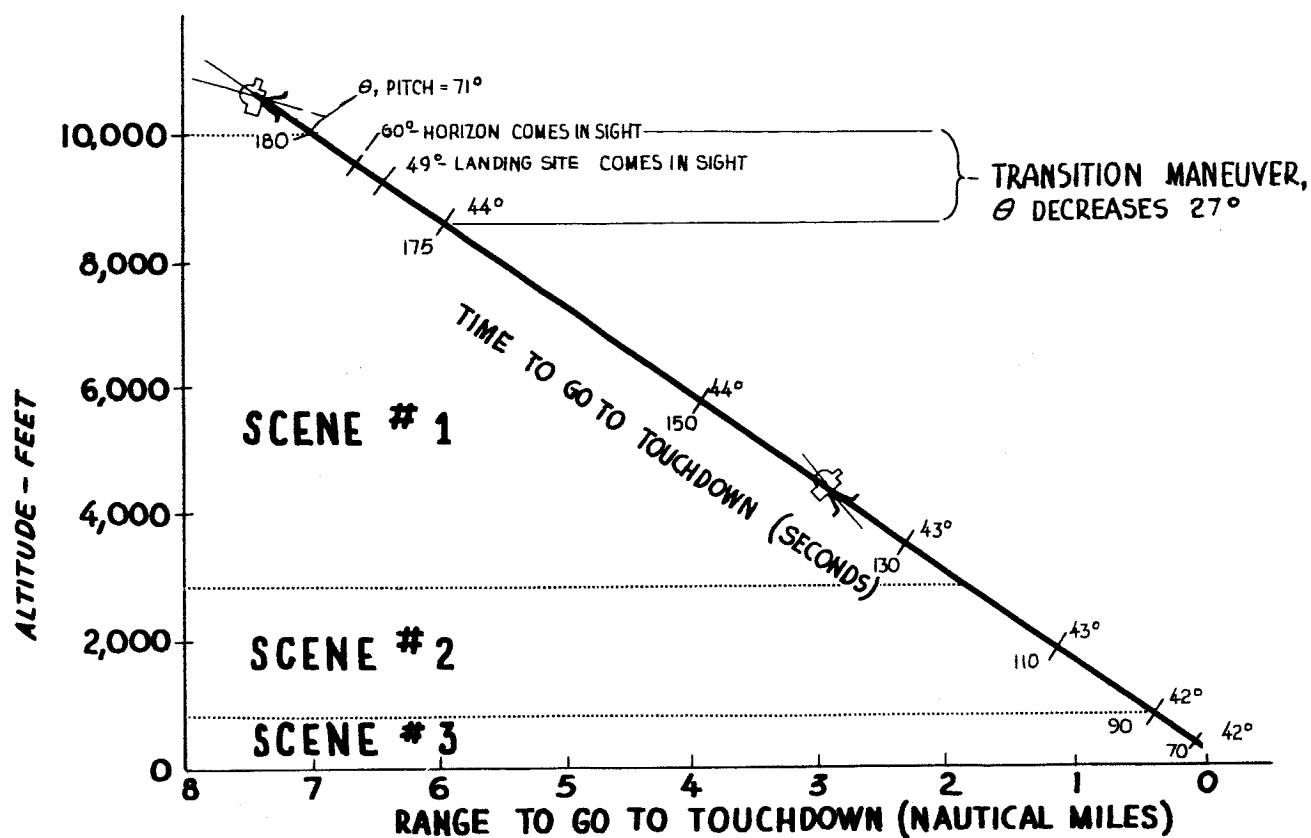 θ, PITCH = 71°
10,000
180
60°- HORIZON COMES IN SIGHT
49°- LANDING SITE COMES IN SIGHT
TRANSITION MANEUVER,
θ DECREASES 27°
44°
175
8,000
TIME TO GO TO TOUCHDOWN (SECONDS)
44°
150
6,000
SCENE # 1
ALTITUDE - FEET
4,000
43°
130
2,000
SCENE # 2
43°
110
42°
90
SCENE # 3
42°
70
0
8 7 6 5 4 3 2 1 0
RANGE TO GO TO TOUCHDOWN (NAUTICAL MILES)